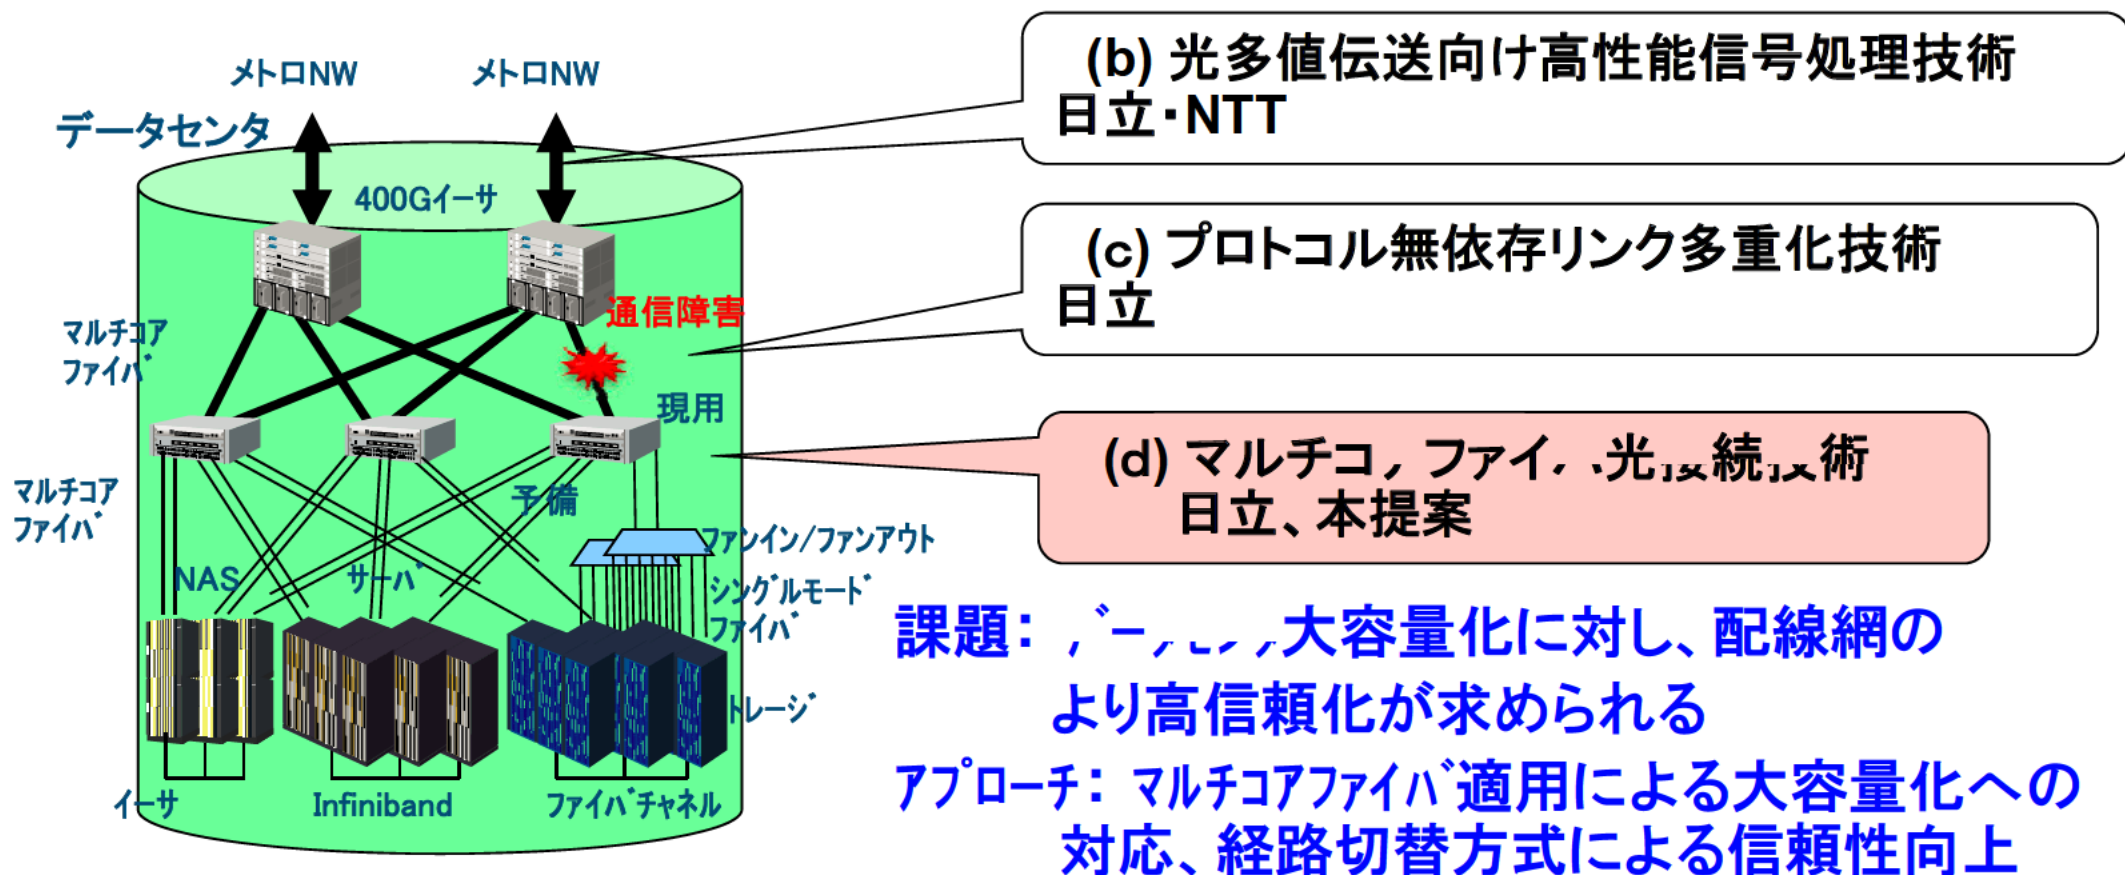 メトロNW
メトロNW
データセンタ
400Gイーサ
通信障害
マルチコア
ファイバ
現用
マルチコア
ファイバ
予備
ファンイン/ファンアウト
NAS
サーバ
シングルモード
ファイバ
トレージ
イーサ
Infiniband
ファイバチャネル
(b) 光多値伝送向け高性能信号処理技術
日立・NTT
(c) プロトコル無依存リンク多重化技術
日立
(d) マルチコ ファイ 光接続技術
日立、本提案
課題: 大容量化に対し、配線網の
より高信頼化が求められる
アプローチ: マルチコアファイバ適用による大容量化への
対応、経路切替方式による信頼性向上